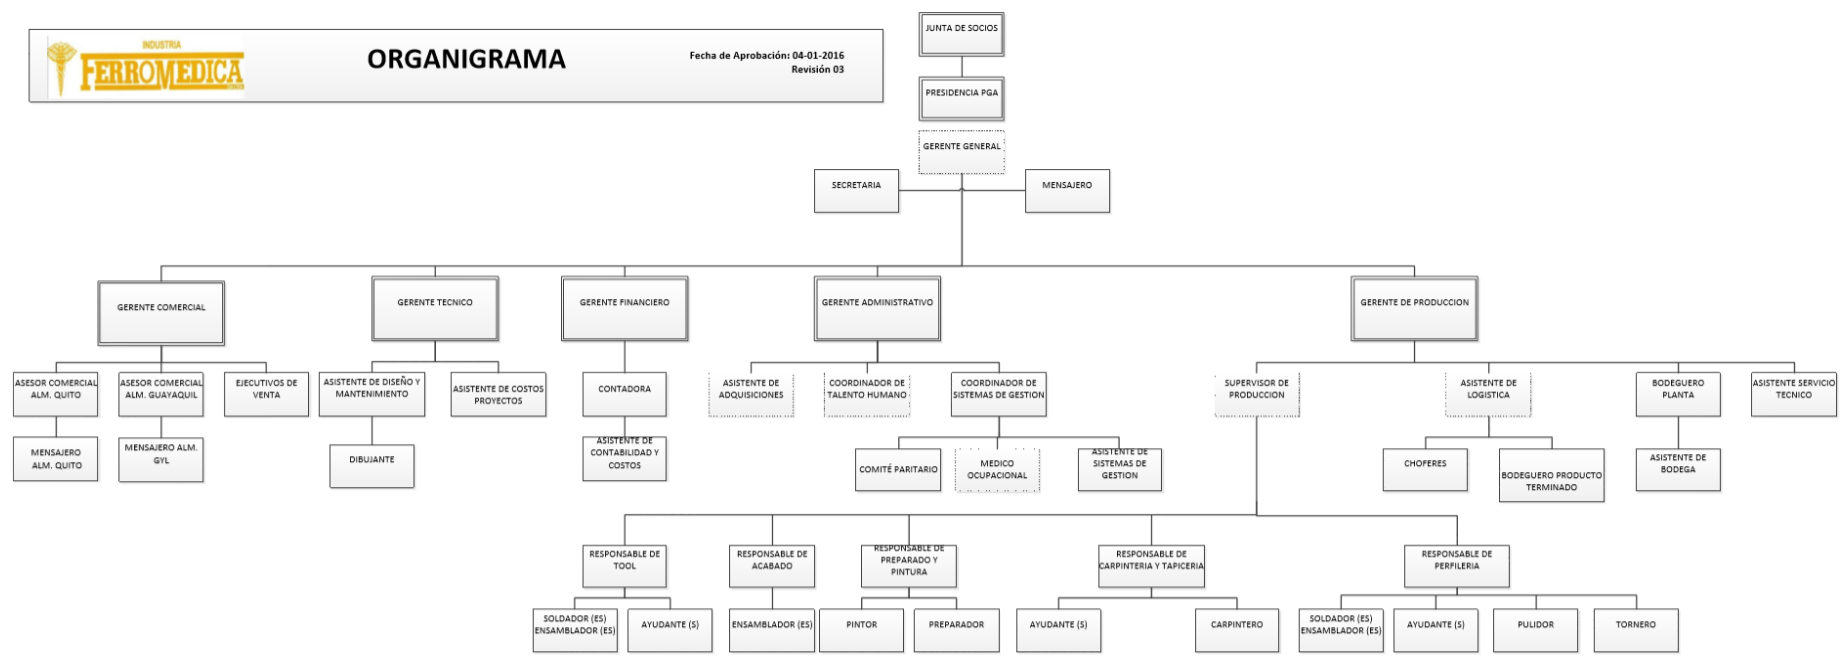 INDUSTRIA
FERROMEDICA
ORGANIGRAMA
Fecha de Aprobación: 04-01-2016
Revisión 03
JUNTA DE SOCIOS
PRESIDENCIA PGA
GERENTE GENERAL
SECRETARIA
MENSAJERO
GERENTE COMERCIAL
GERENTE TECNICO
GERENTE FINANCIERO
GERENTE ADMINISTRATIVO
GERENTE DE PRODUCCION
ASESOR COMERCIAL
ALM. QUITO
ASESOR COMERCIAL
ALM. GUAYAQUIL
EJECUTIVOS DE
VENTA
ASISTENTE DE DISEÑO Y
MANTENIMIENTO
ASISTENTE DE COSTOS
PROYECTOS
CONTADORA
ASISTENTE DE
ADQUISICIONES
COORDINADOR DE
TALENTO HUMANO
COORDINADOR DE
SISTEMAS DE GESTION
SUPERVISOR DE
PRODUCCION
ASISTENTE DE
LOGISTICA
BODEGUERO
PLANTA
ASISTENTE SERVICIO
TECNICO
MENSAJERO
ALM. QUITO
MENSAJERO ALM.
GYL
DIBUJANTE
ASISTENTE DE
CONTABILIDAD Y
COSTOS
COMITÉ PARITARIO
MEDICO
OCUPACIONAL
ASISTENTE DE
SISTEMAS DE
GESTION
CHOFERES
BODEGUERO PRODUCTO
TERMINADO
ASISTENTE DE
BODEGA
RESPONSABLE DE
TOOL
RESPONSABLE DE
ACABADO
RESPONSABLE DE
PREPARADO Y
PINTURA
RESPONSABLE DE
CARPINTERIA Y TAPICERIA
RESPONSABLE DE
PERFILERIA
SOLDADOR (ES)
ENSAMBLADOR (ES)
AYUDANTE (S)
ENSAMBLADOR (ES)
PINTOR
PREPARADOR
AYUDANTE (S)
CARPINTERO
SOLDADOR (ES)
ENSAMBLADOR (ES)
AYUDANTE (S)
PULIDOR
TORNERO